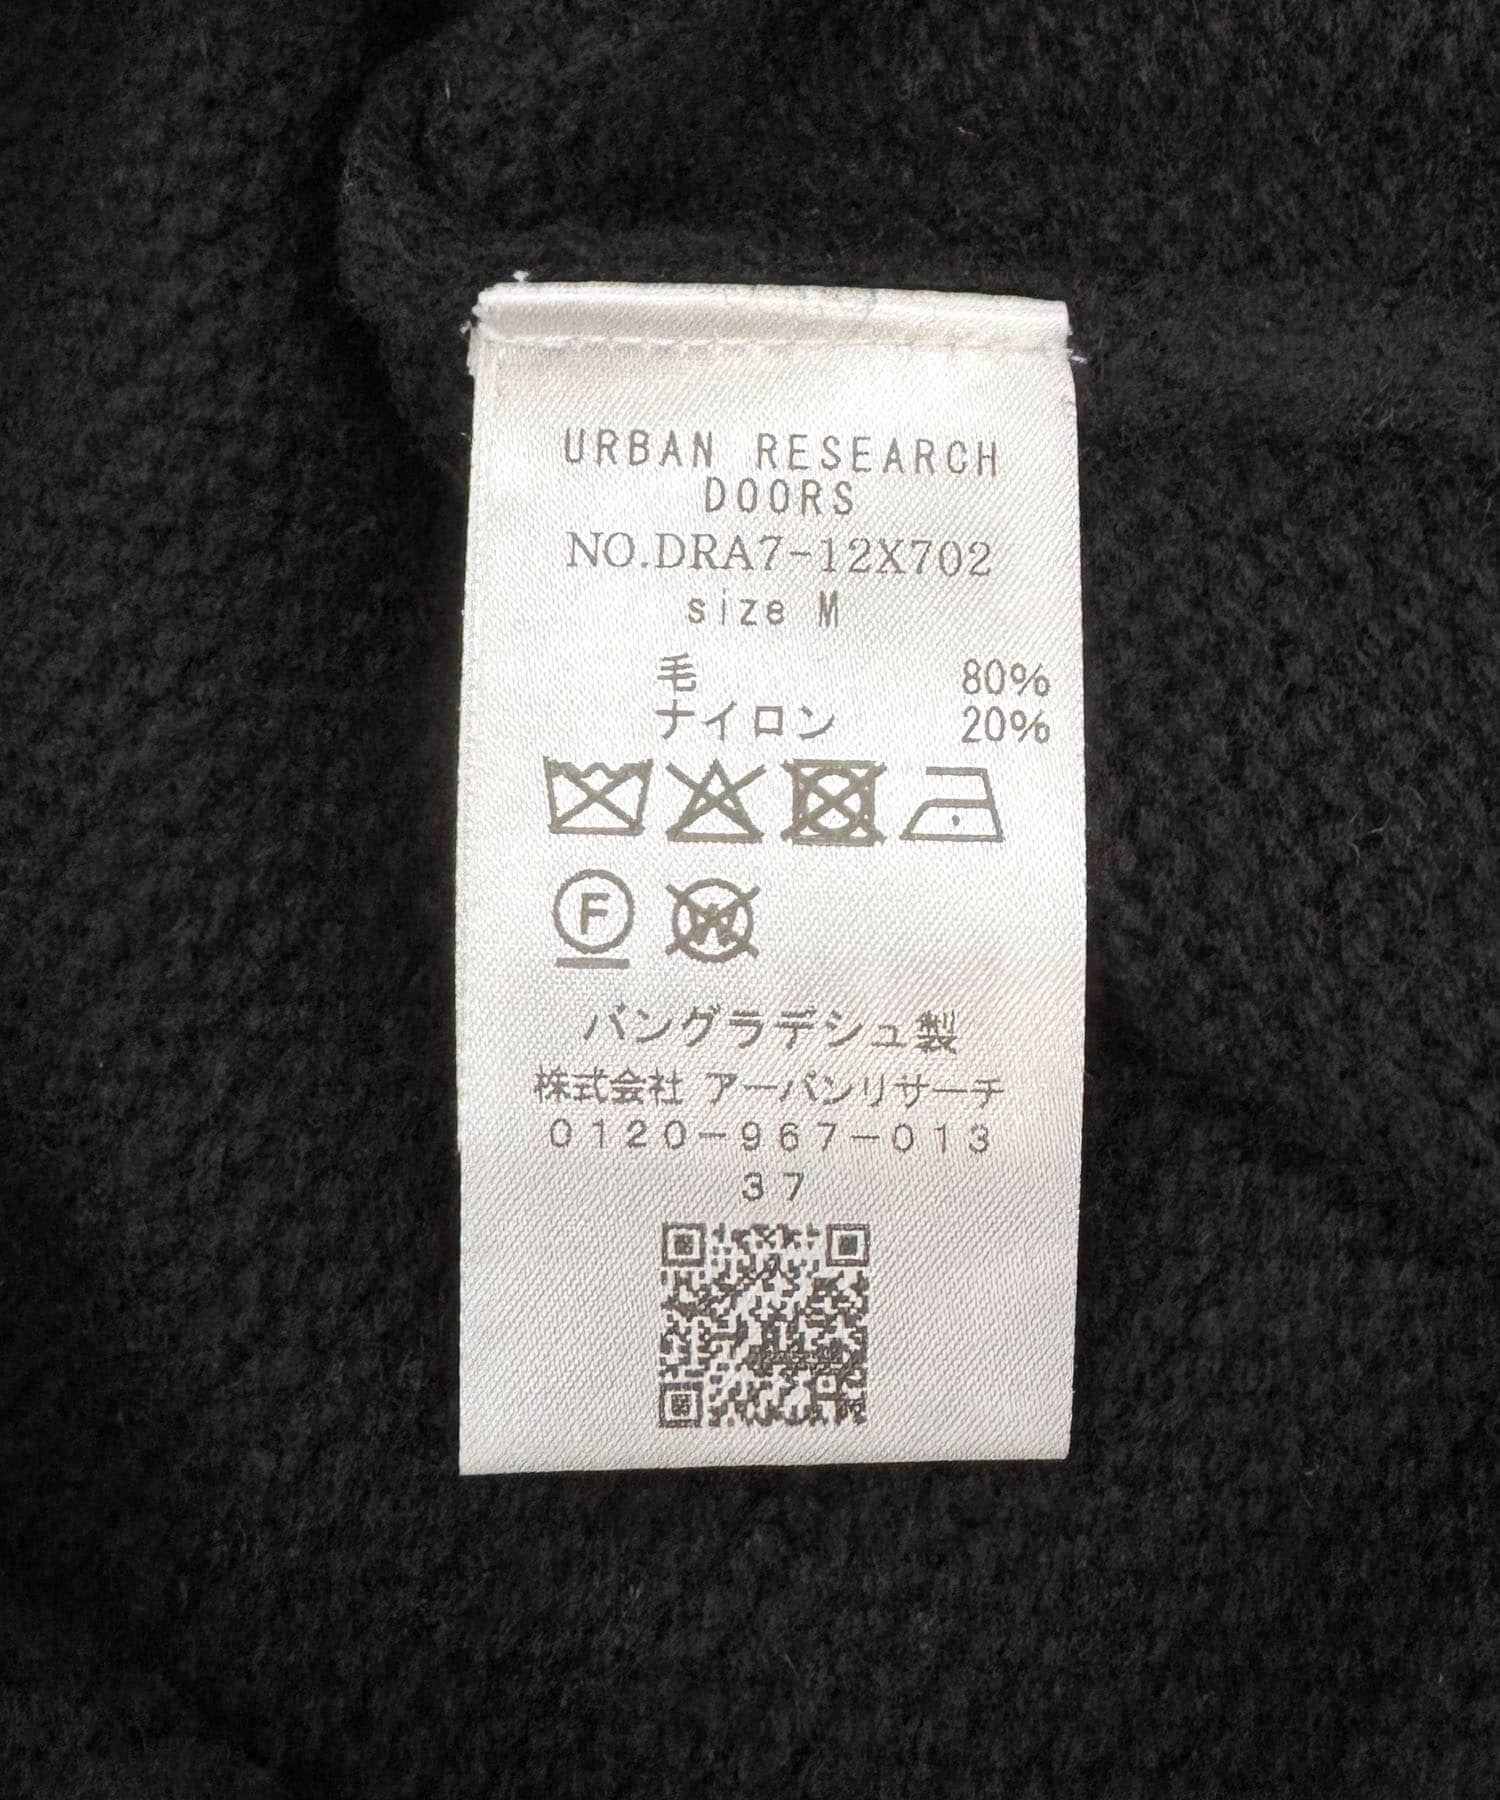 URBAN RESEARCH
DOORS
NO.DRA7-12X702
size M
毛 80%
ナイロン 20%
F
W
バングラデシュ製
株式会社 アーバンリサーチ
0120-967-013
37